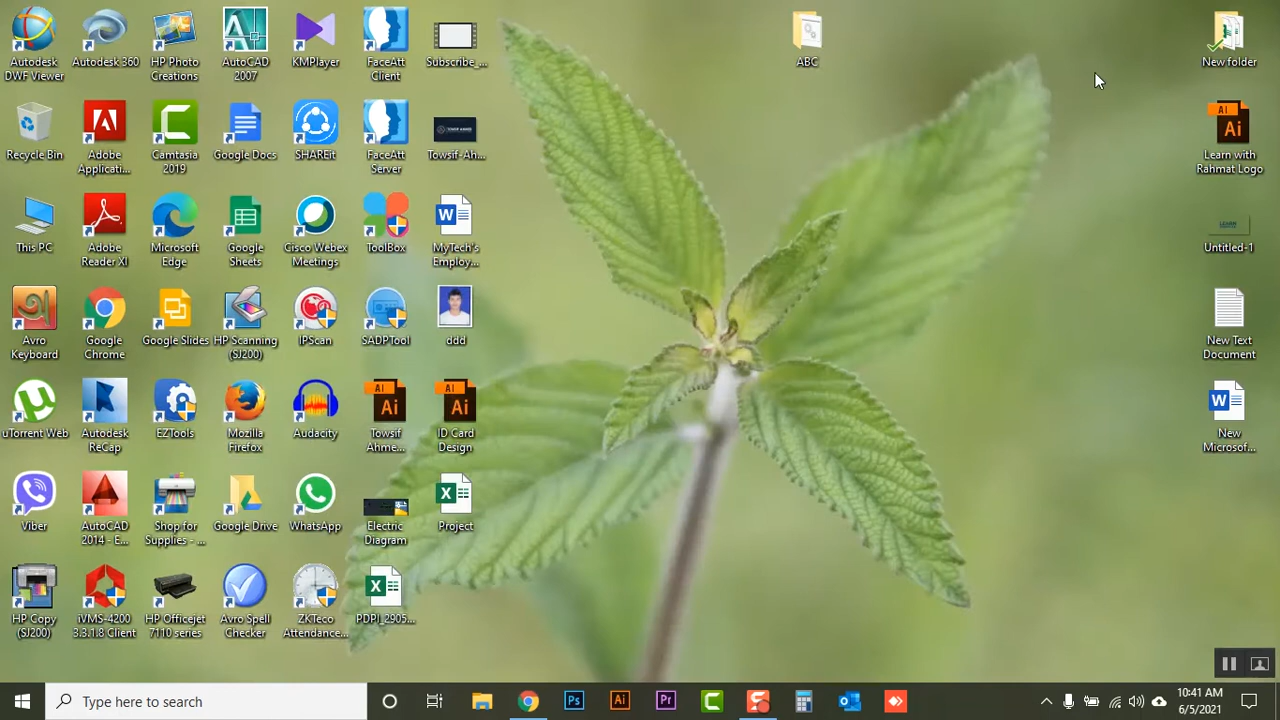 Autodesk
DWF Viewer
Autodesk 360
HP Photo
Creations
AutoCAD
2007
KMPlayer
FaceAtt
Client
Subscribe_...
ABC
New folder
Recycle Bin
Adobe
Applicati...
Camtasia
2019
Google Docs
SHAREit
FaceAtt
Server
Towsif-Ah...
Ai
Learn with
Rahmat Logo
This PC
Adobe
Reader XI
Microsoft
Edge
Google
Sheets
Cisco Webex
Meetings
ToolBox
MyTech's
Employ...
Untitled-1
Avro
Keyboard
Google
Chrome
Google Slides
HP Scanning
(SJ200)
IPScan
SADPTool
ddd
New Text
Document
uTorrent Web
Autodesk
ReCap
EZTools
Mozilla
Firefox
Audacity
Ai
Towsif
Ahme...
Ai
ID Card
Design
New
Microsof...
Viber
AutoCAD
2014 - E...
Shop for
Supplies - ...
Google Drive
WhatsApp
Electric
Diagram
Project
HP Copy
(SJ200)
iVMS-4200
3.3.1.8 Client
HP Officejet
7110 series
Avro Spell
Checker
ZKTeco
Attendance...
PDPJ_2905...
Type here to search
Ps
Ai
Pr
10:41 AM
6/5/2021